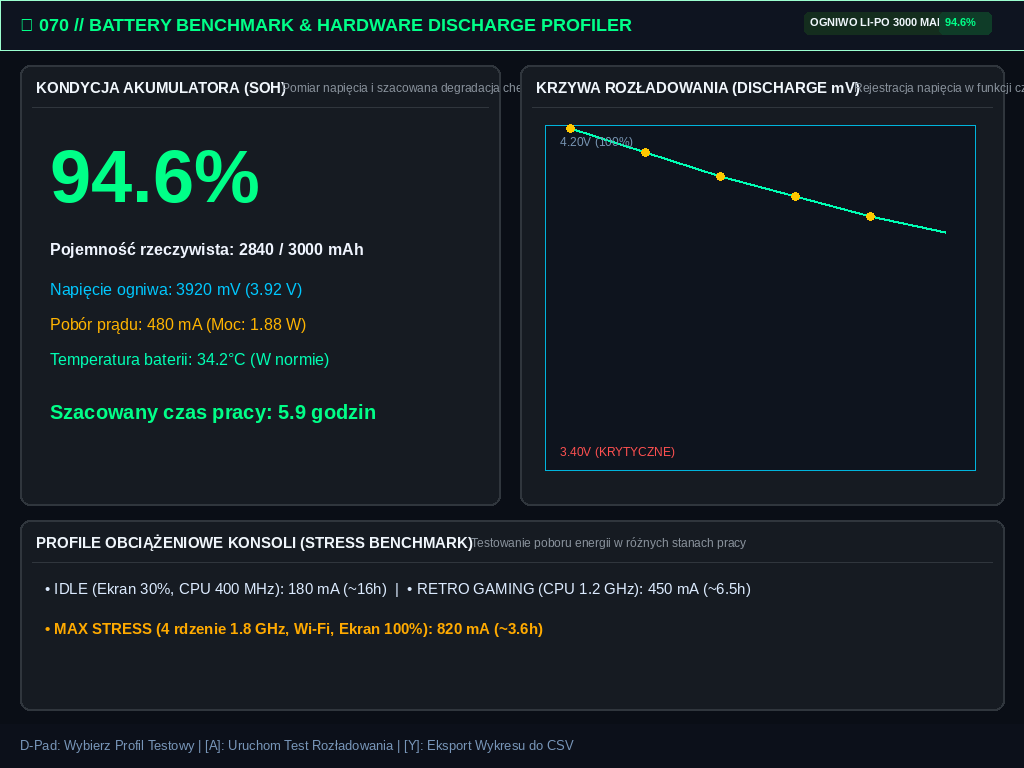 070 // BATTERY BENCHMARK & HARDWARE DISCHARGE PROFILER
OGNIWO LI-PO 3000 MAH 94.6%
KONDYCJA AKUMULATORA (SOH) Pomiar napięcia i szacowana degradacja che
94.6%
Pojemność rzeczywista: 2840 / 3000 mAh
Napięcie ogniwa: 3920 mV (3.92 V)
Pobór prądu: 480 mA (Moc: 1.88 W)
Temperatura baterii: 34.2°C (W normie)
Szacowany czas pracy: 5.9 godzin
KRZYWA ROZŁADOWANIA (DISCHARGE mV) Rejestracja napięcia w funkcji cz
4.20V (100%)
3.40V (KRYTYCZNE)
PROFILE OBCIĄŻENIOWE KONSOLI (STRESS BENCHMARK) Testowanie poboru energii w różnych stanach pracy
• IDLE (Ekran 30%, CPU 400 MHz): 180 mA (~16h) | • RETRO GAMING (CPU 1.2 GHz): 450 mA (~6.5h)
• MAX STRESS (4 rdzenie 1.8 GHz, Wi-Fi, Ekran 100%): 820 mA (~3.6h)
D-Pad: Wybierz Profil Testowy | [A]: Uruchom Test Rozładowania | [Y]: Eksport Wykresu do CSV